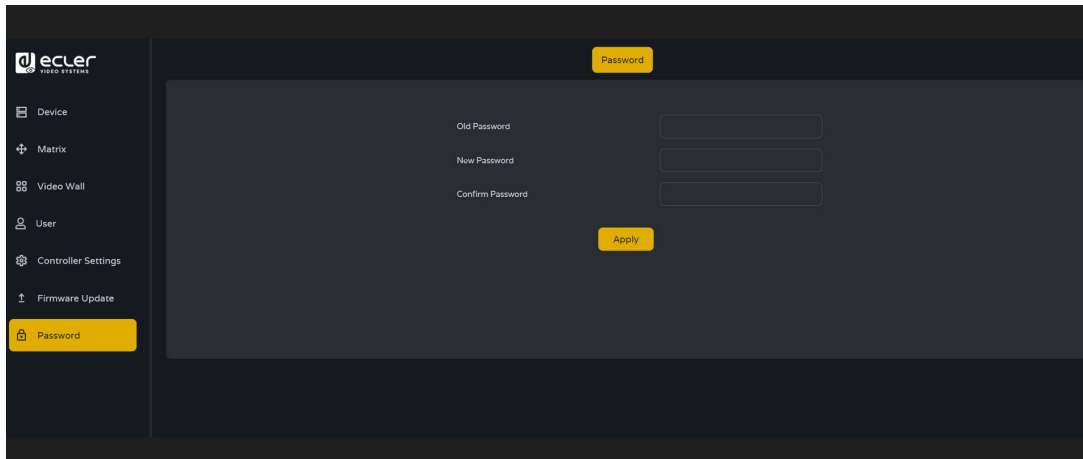 ecler
VIDEO SYSTEMS
Device
Matrix
Video Wall
User
Controller Settings
Firmware Update
Password
Password
Old Password
New Password
Confirm Password
Apply